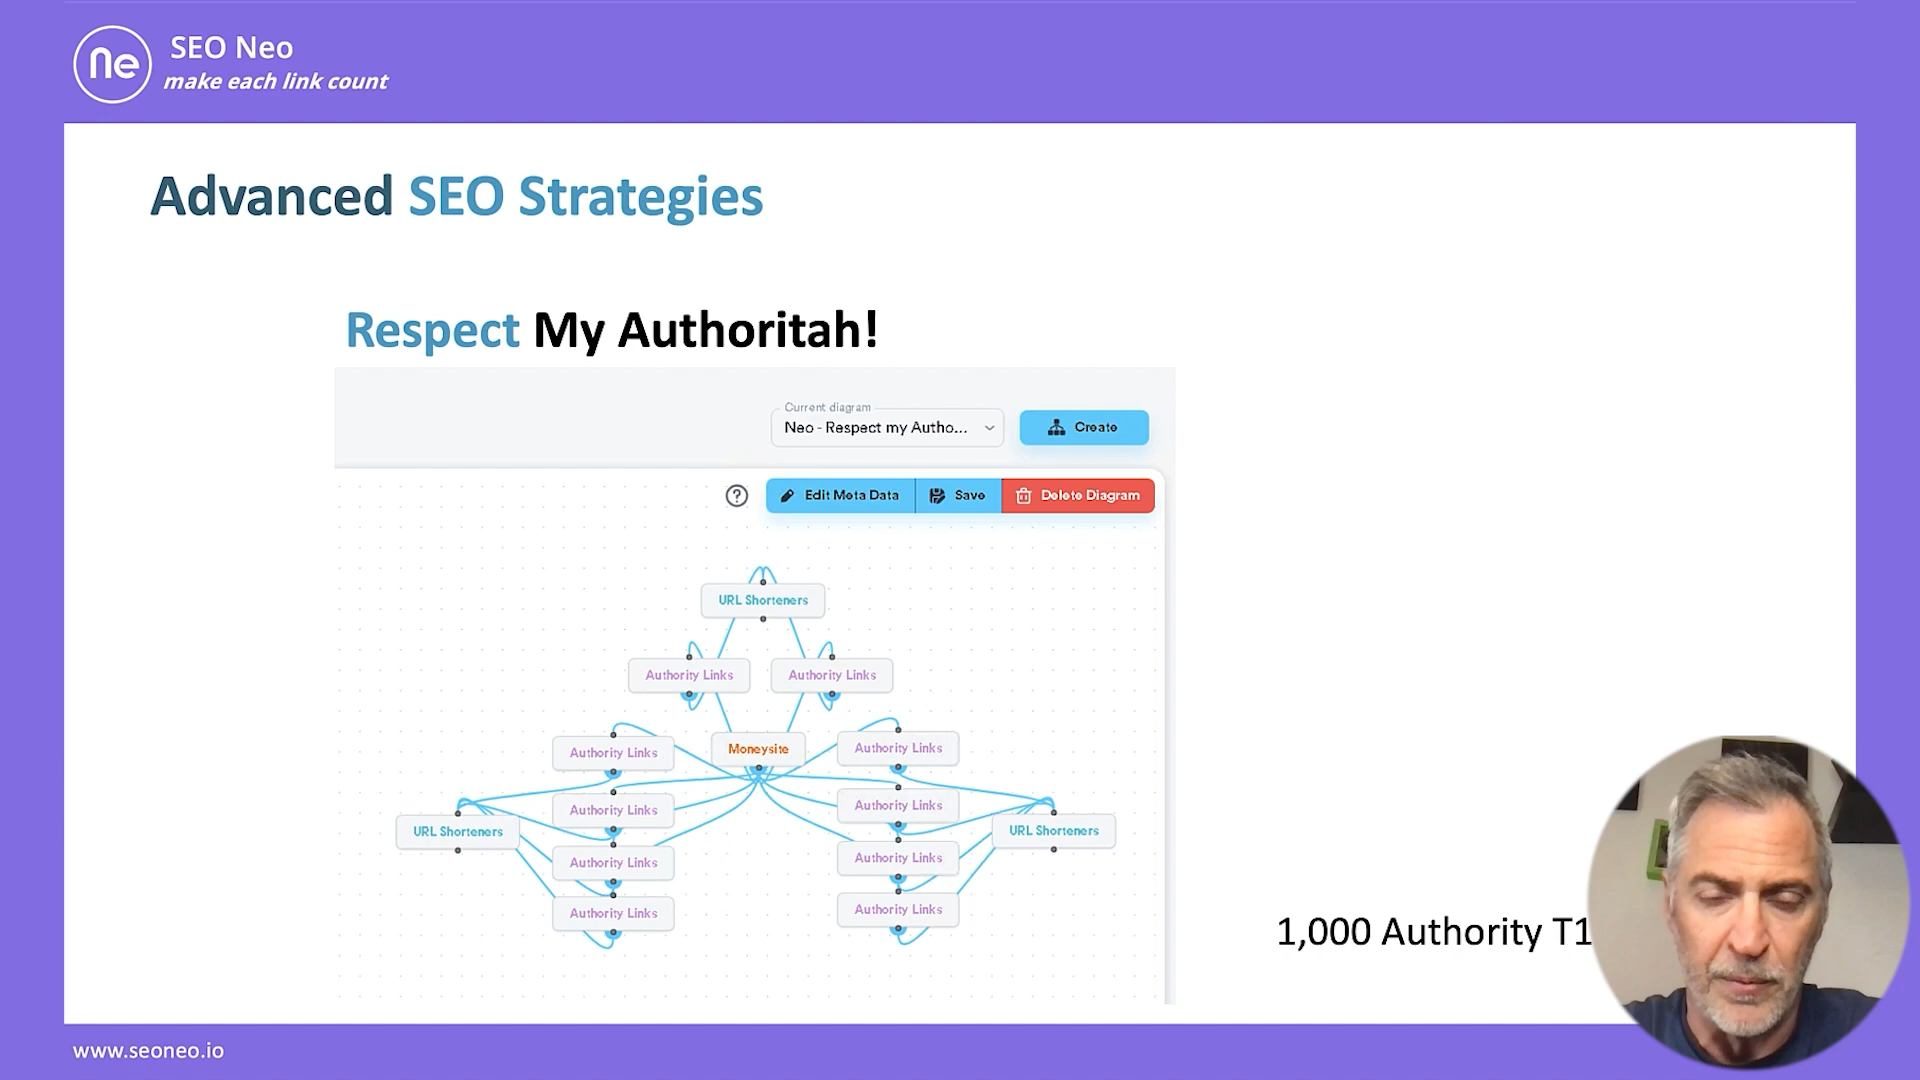 ne
SEO Neo
make each link count
Advanced SEO Strategies
Respect My Authoritah!
Current diagram
Neo - Respect my Autho...
Create
Edit Meta Data
Save
Delete Diagram
URL Shorteners
Authority Links
Authority Links
Authority Links
Moneysite
Authority Links
Authority Links
Authority Links
URL Shorteners
URL Shorteners
Authority Links
Authority Links
Authority Links
Authority Links
1,000 Authority T1
www.seoneo.io